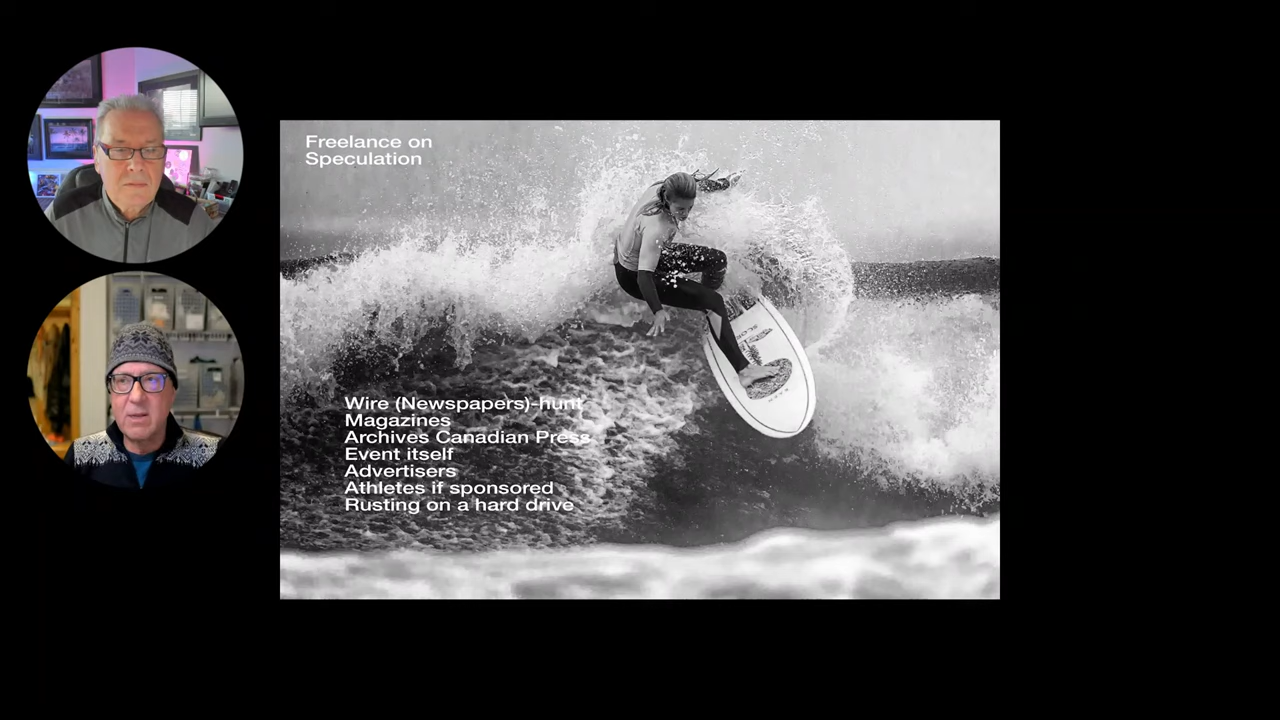 Freelance on
Speculation
Wire (Newspapers)-hunt
Magazines
Archives Canadian Press
Event itself
Advertisers
Athletes if sponsored
Rusting on a hard drive